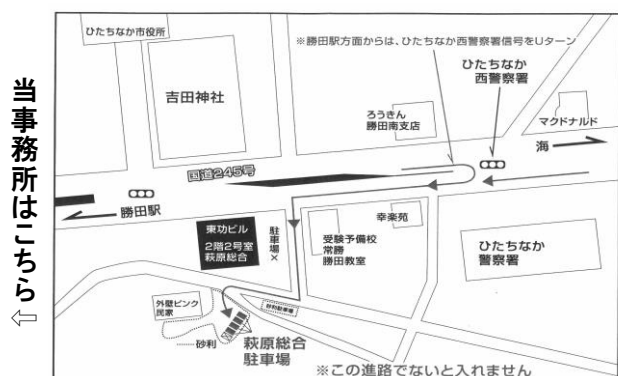 当事務所はこちら⇦
ひたちなか市役所
※勝田駅方面からは、ひたちなか西警察署信号をUターン
ひたちなか
西警察署
吉田神社
ろうきん
勝田南支店
マクドナルド
海
国道245号
勝田駅
東功ビル
2階2号室
萩原総合
駐車場×
幸楽苑
受験予備校
常勝
勝田教室
ひたちなか
警察署
外壁ピンク
民家
砂利駐車場
砂利
萩原総合
駐車場
※この進路でないと入れません